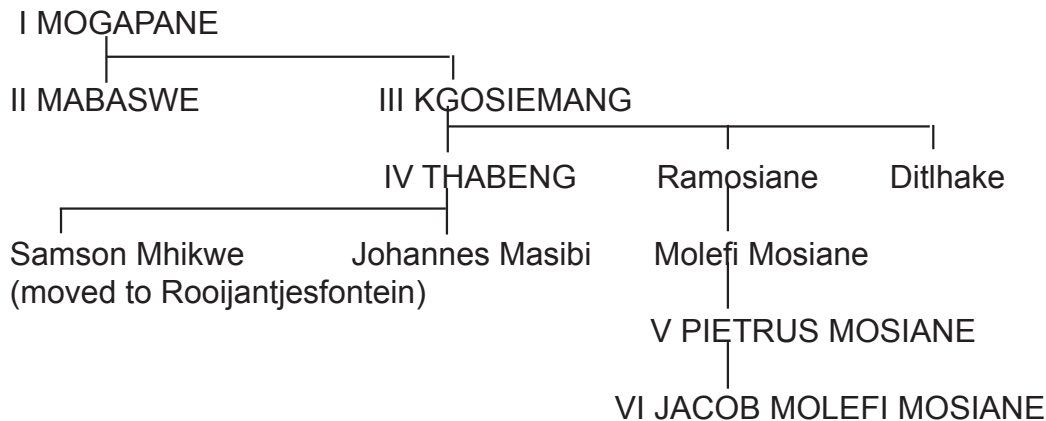 I MOGAPANE
II MABASWE III KGOSIEMANG
IV THABENG Ramosiane Ditlhake
Samson Mhikwe Johannes Masibi Molefi Mosiane
(moved to Rooijantjesfontein)
V PIETRUS MOSIANE
VI JACOB MOLEFI MOSIANE